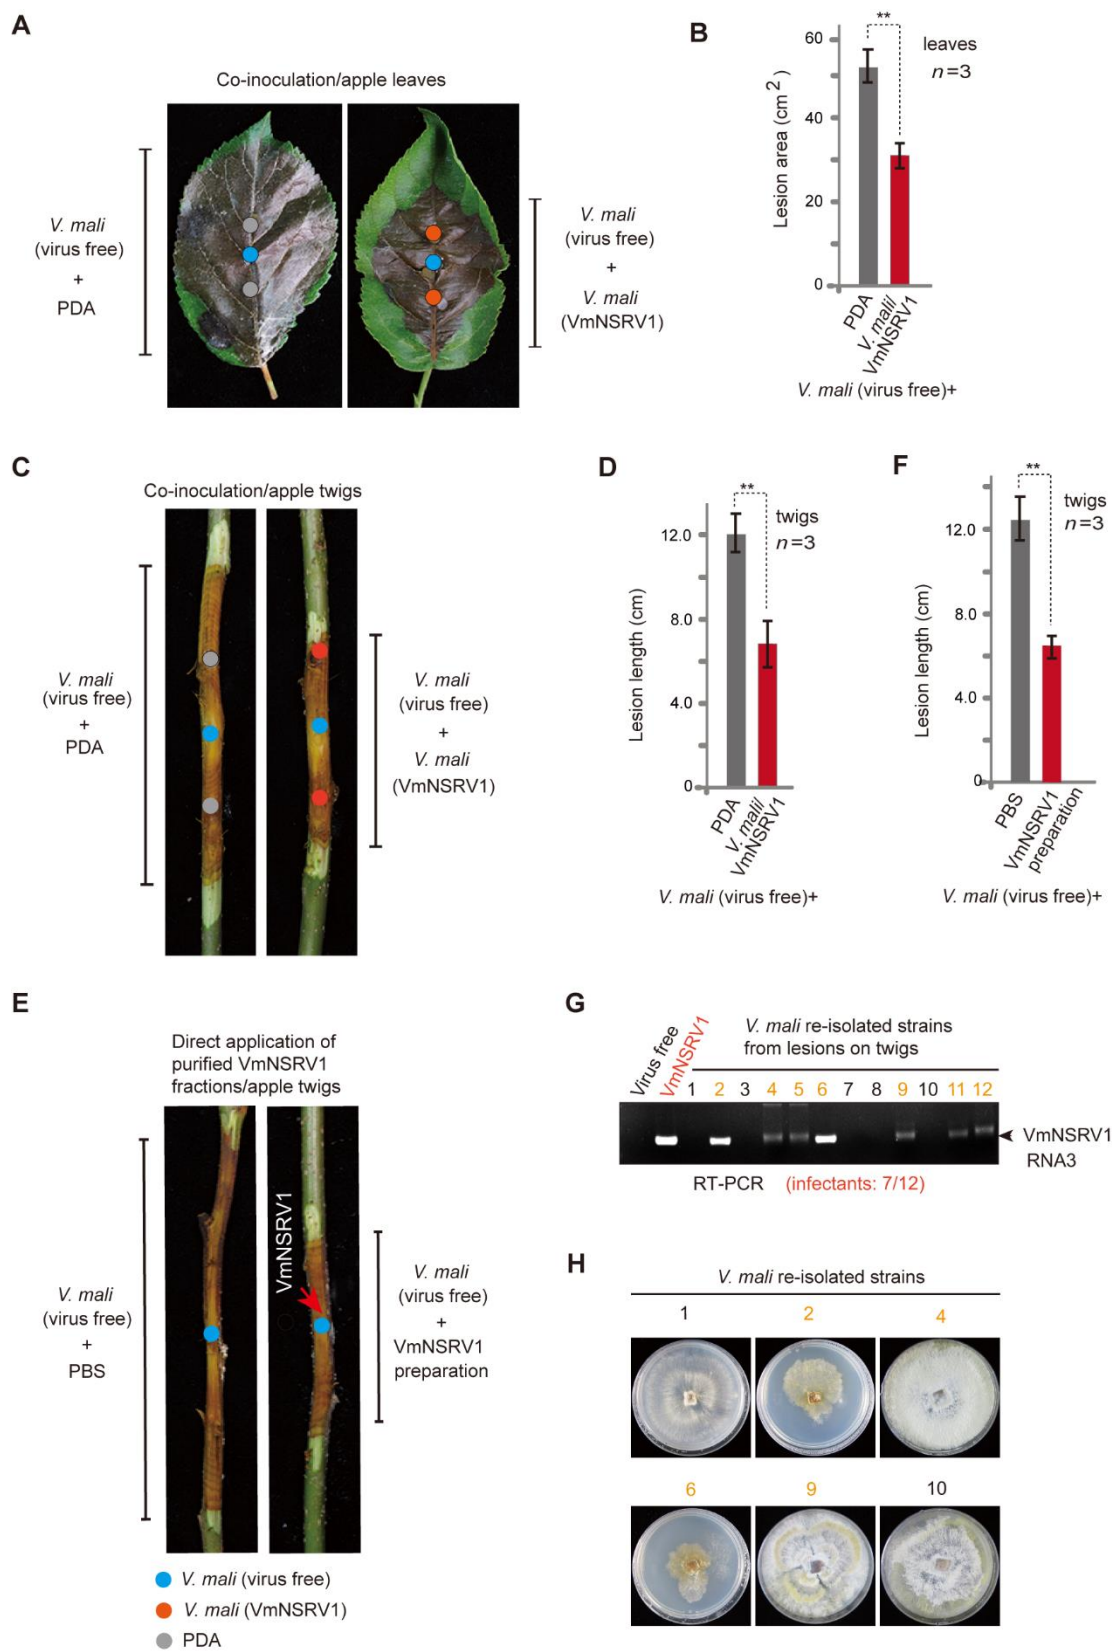 A
Co-inoculation/apple leaves
V. mali
(virus free)
+
PDA
V. mali
(virus free)
+
V. mali
(VmNSRV1)
B
60
40
20
0
Lesion area (cm 2)
**
leaves
n=3
PDA
V. malii
VmNSRV1
V. mali (virus free)+
C
Co-inoculation/apple twigs
V. mali
(virus free)
+
PDA
V. mali
(virus free)
+
V. mali
(VmNSRV1)
D
12.0
8.0
4.0
0
Lesion length (cm)
**
twigs
n=3
PDA
V. malii
VmNSRV1
V. mali (virus free)+
F
12.0
8.0
4.0
0
Lesion length (cm)
**
twigs
n=3
PBS
VmNSRV1
preparation
V. mali (virus free)+
E
Direct application of
purified VmNSRV1
fractions/apple twigs
V. mali
(virus free)
+
PBS
VmNSRV1
V. mali
(virus free)
+
VmNSRV1
preparation
V. mali (virus free)
V. mali (VmNSRV1)
PDA
G
Virus free
VmNSRV1
V. mali re-isolated strains
from lesions on twigs
1 2 3 4 5 6 7 8 9 10 11 12
VmNSRV1
RNA3
RT-PCR (infectants: 7/12)
H
V. mali re-isolated strains
1 2 4
6 9 10